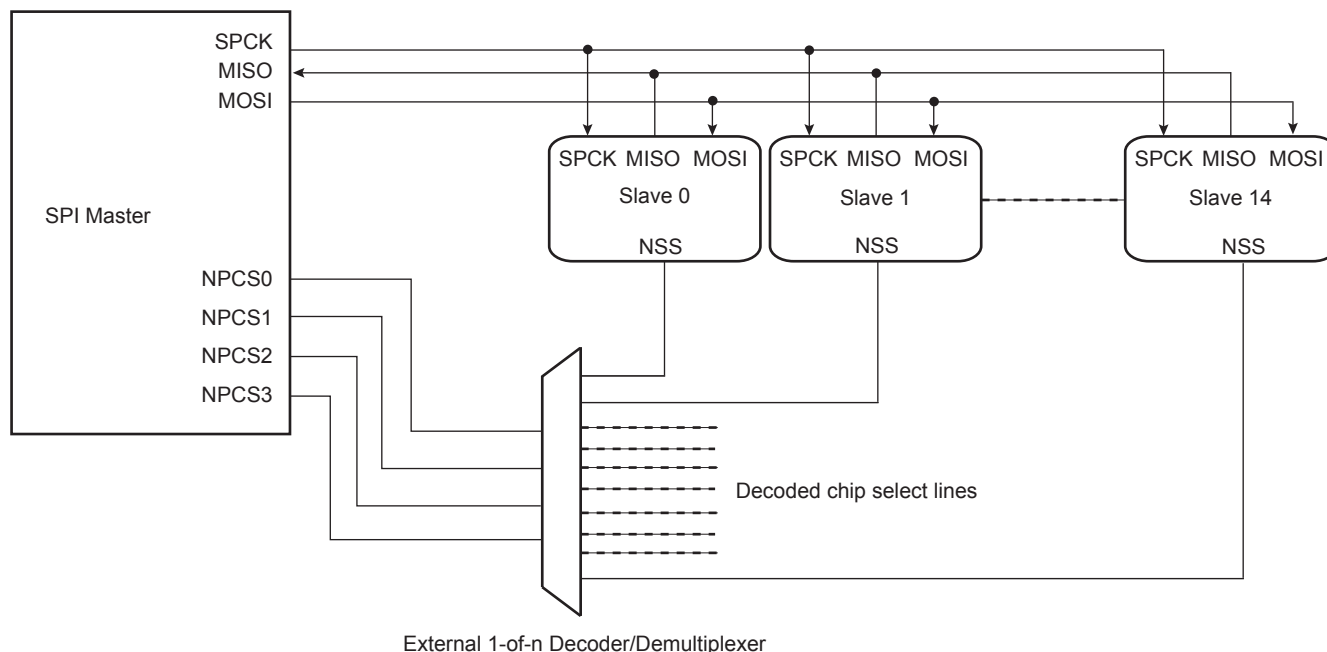 SPCK
MISO
MOSI
SPI Master
NPCS0
NPCS1
NPCS2
NPCS3
SPCK MISO MOSI
Slave 0
NSS
SPCK MISO MOSI
Slave 1
NSS
SPCK MISO MOSI
Slave 14
NSS
Decoded chip select lines
External 1-of-n Decoder/Demultiplexer